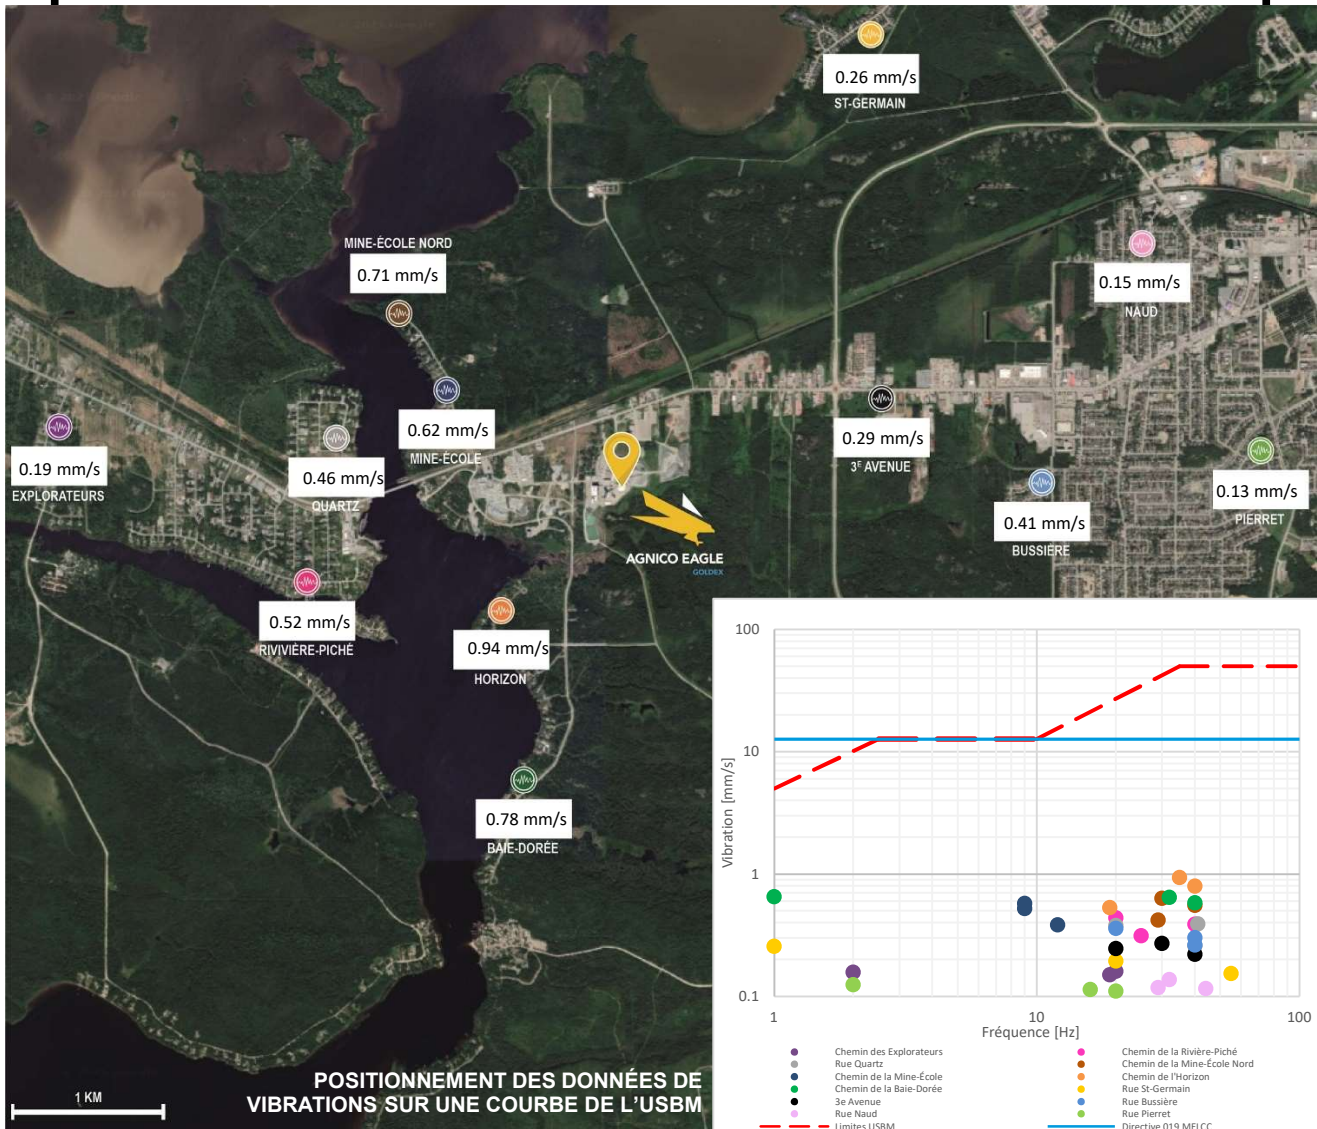 0.26 mm/s
ST-GERMAIN
MINE-ÉCOLE NORD
0.71 mm/s
0.15 mm/s
NAUD
0.62 mm/s
MINE-ÉCOLE
0.19 mm/s
EXPLORATEURS
0.46 mm/s
QUARTZ
0.29 mm/s
3E AVENUE
0.41 mm/s
BUSSIÈRE
0.13 mm/s
PIERRET
AGNICO EAGLE
GOLDEX
0.52 mm/s
RIVIVIÈRE-PICHÉ
0.94 mm/s
HORIZON
0.78 mm/s
BAIE-DORÉE
1 KM
POSITIONNEMENT DES DONNÉES DE
VIBRATIONS SUR UNE COURBE DE L'USBM
100
10
1
0.1
Vibration [mm/s]
1
10
100
Fréquence [Hz]
Chemin des Explorateurs
Rue Quartz
Chemin de la Mine-École
Chemin de la Baie-Dorée
3e Avenue
Rue Naud
Limites USBM
Chemin de la Rivière-Piché
Chemin de la Mine-École Nord
Chemin de l'Horizon
Rue St-Germain
Rue Bussière
Rue Pierret
Directive 019 MELCC